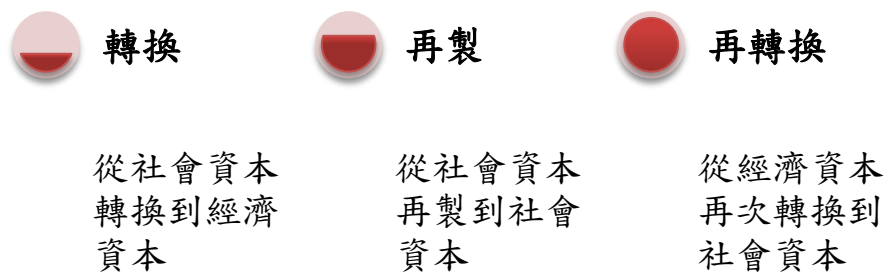 轉換
再製
再轉換
從社會資本
轉換到經濟
資本
從社會資本
再製到社會
資本
從經濟資本
再次轉換到
社會資本